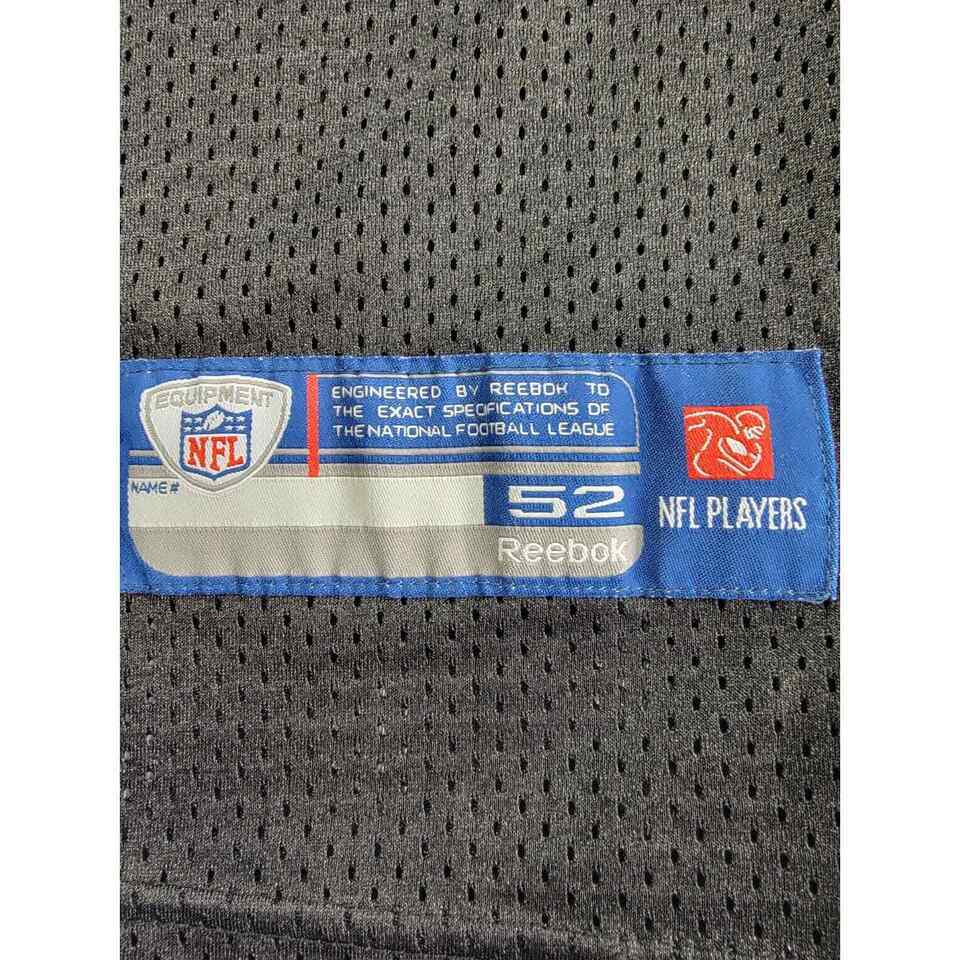 EQUIPMENT
NFL
ENGINEERED BY REEBOK TO
THE EXACT SPECIFICATIONS OF
THE NATIONAL FOOTBALL LEAGUE
NAME #
52
Reebok
NFL PLAYERS